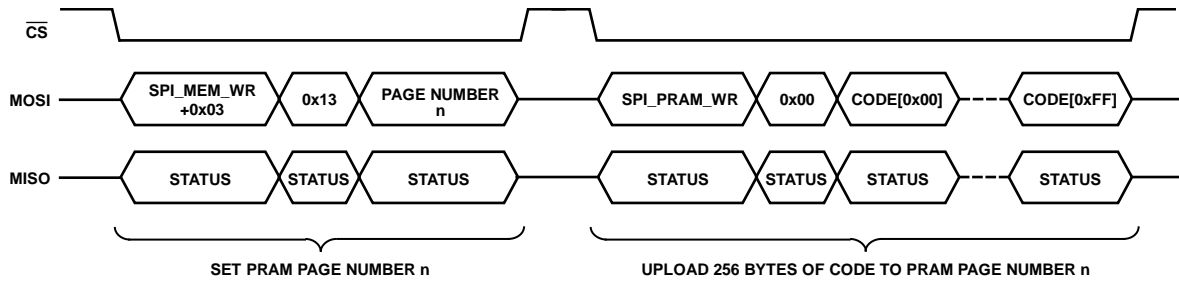 CS
MOSI
SPI_MEM_WR
+0x03
0x13
PAGE NUMBER
n
SPI_PRAM_WR
0x00
CODE[0x00]
CODE[0xFF]
MISO
STATUS
STATUS
STATUS
STATUS
STATUS
STATUS
STATUS
SET PRAM PAGE NUMBER n
UPLOAD 256 BYTES OF CODE TO PRAM PAGE NUMBER n